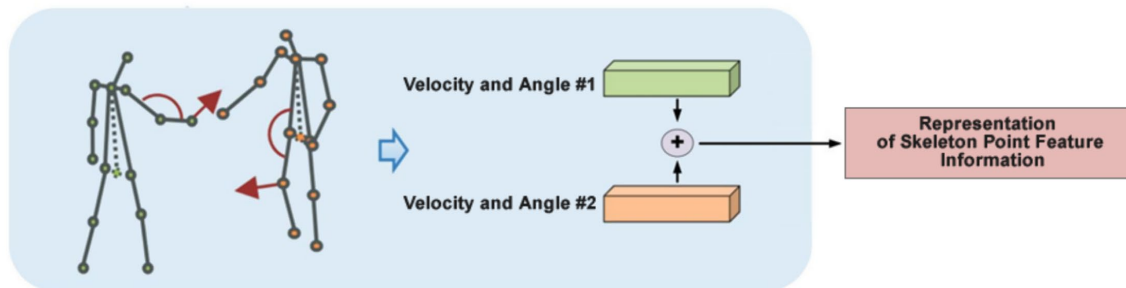 Velocity and Angle #1
+
Representation
of Skeleton Point Feature
Information
Velocity and Angle #2